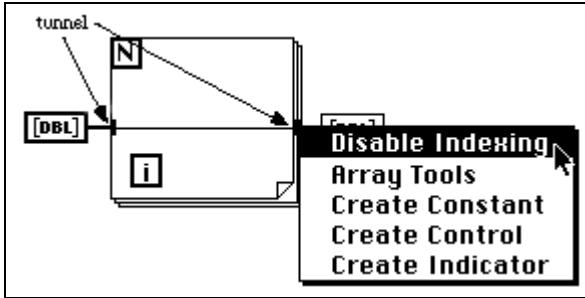 tunnel
N
[DBL]
i
Disable Indexing
Array Tools
Create Constant
Create Control
Create Indicator